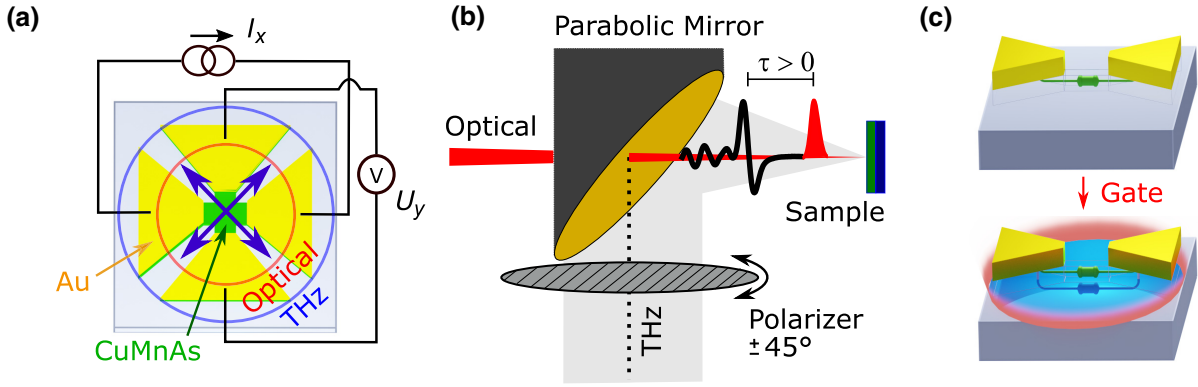 (a)
I_x
V
U_y
Au
Optical
THz
CuMnAs
(b)
Parabolic Mirror
τ > 0
Optical
Sample
THz
Polarizer
±45°
(c)
Gate